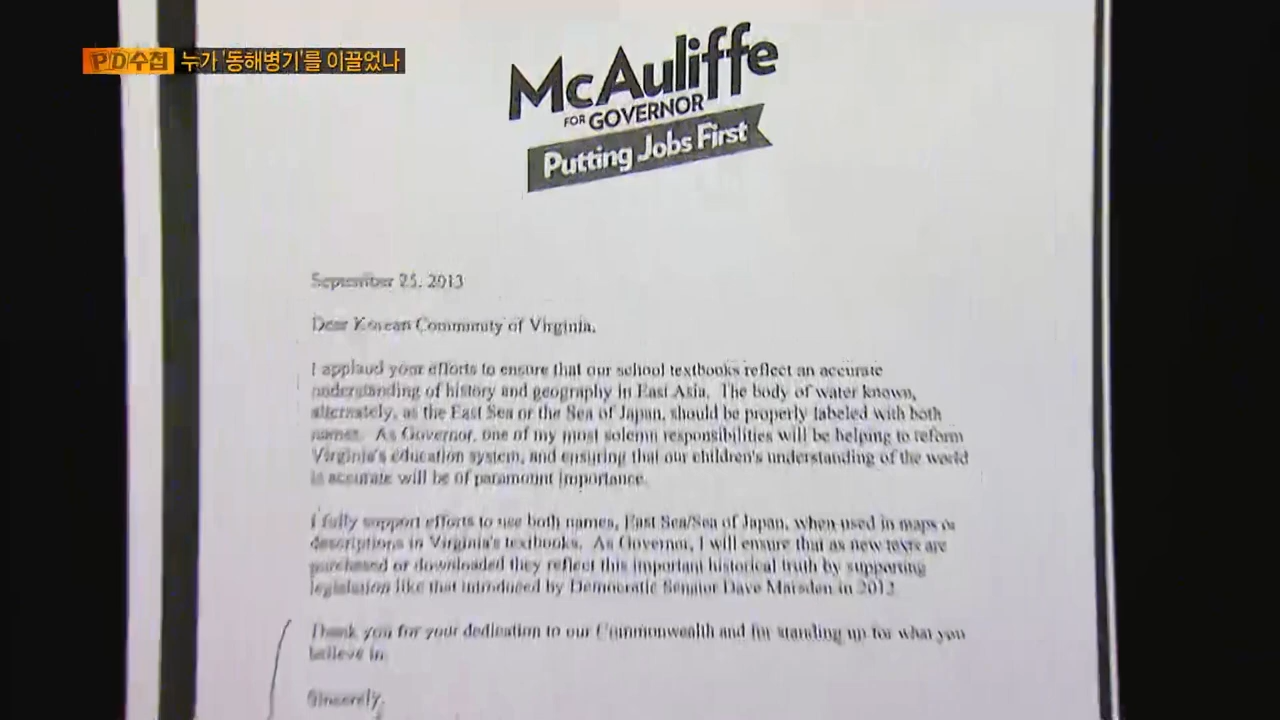 PD수첩 누가 '동해병기'를 이끌었나
McAuliffe
FOR GOVERNOR
Putting Jobs First
September 25, 2013
Dear Korean Community of Virginia,
I applaud your efforts to ensure that our school textbooks reflect an accurate
understanding of history and geography in East Asia. The body of water known,
alternately, as the East Sea or the Sea of Japan, should be properly labeled with both
names. As Governor, one of my most solemn responsibilities will be helping to reform
Virginia's education system, and ensuring that our children's understanding of the world
is accurate will be of paramount importance.
I fully support efforts to use both names, East Sea/Sea of Japan, when used in maps or
descriptions in Virginia's textbooks. As Governor, I will ensure that as new texts are
purchased or downloaded they reflect this important historical truth by supporting
legislation like that introduced by Democratic Senator Dave Marsden in 2012.
Thank you for your dedication to our Commonwealth and for standing up for what you
believe in.
Sincerely,